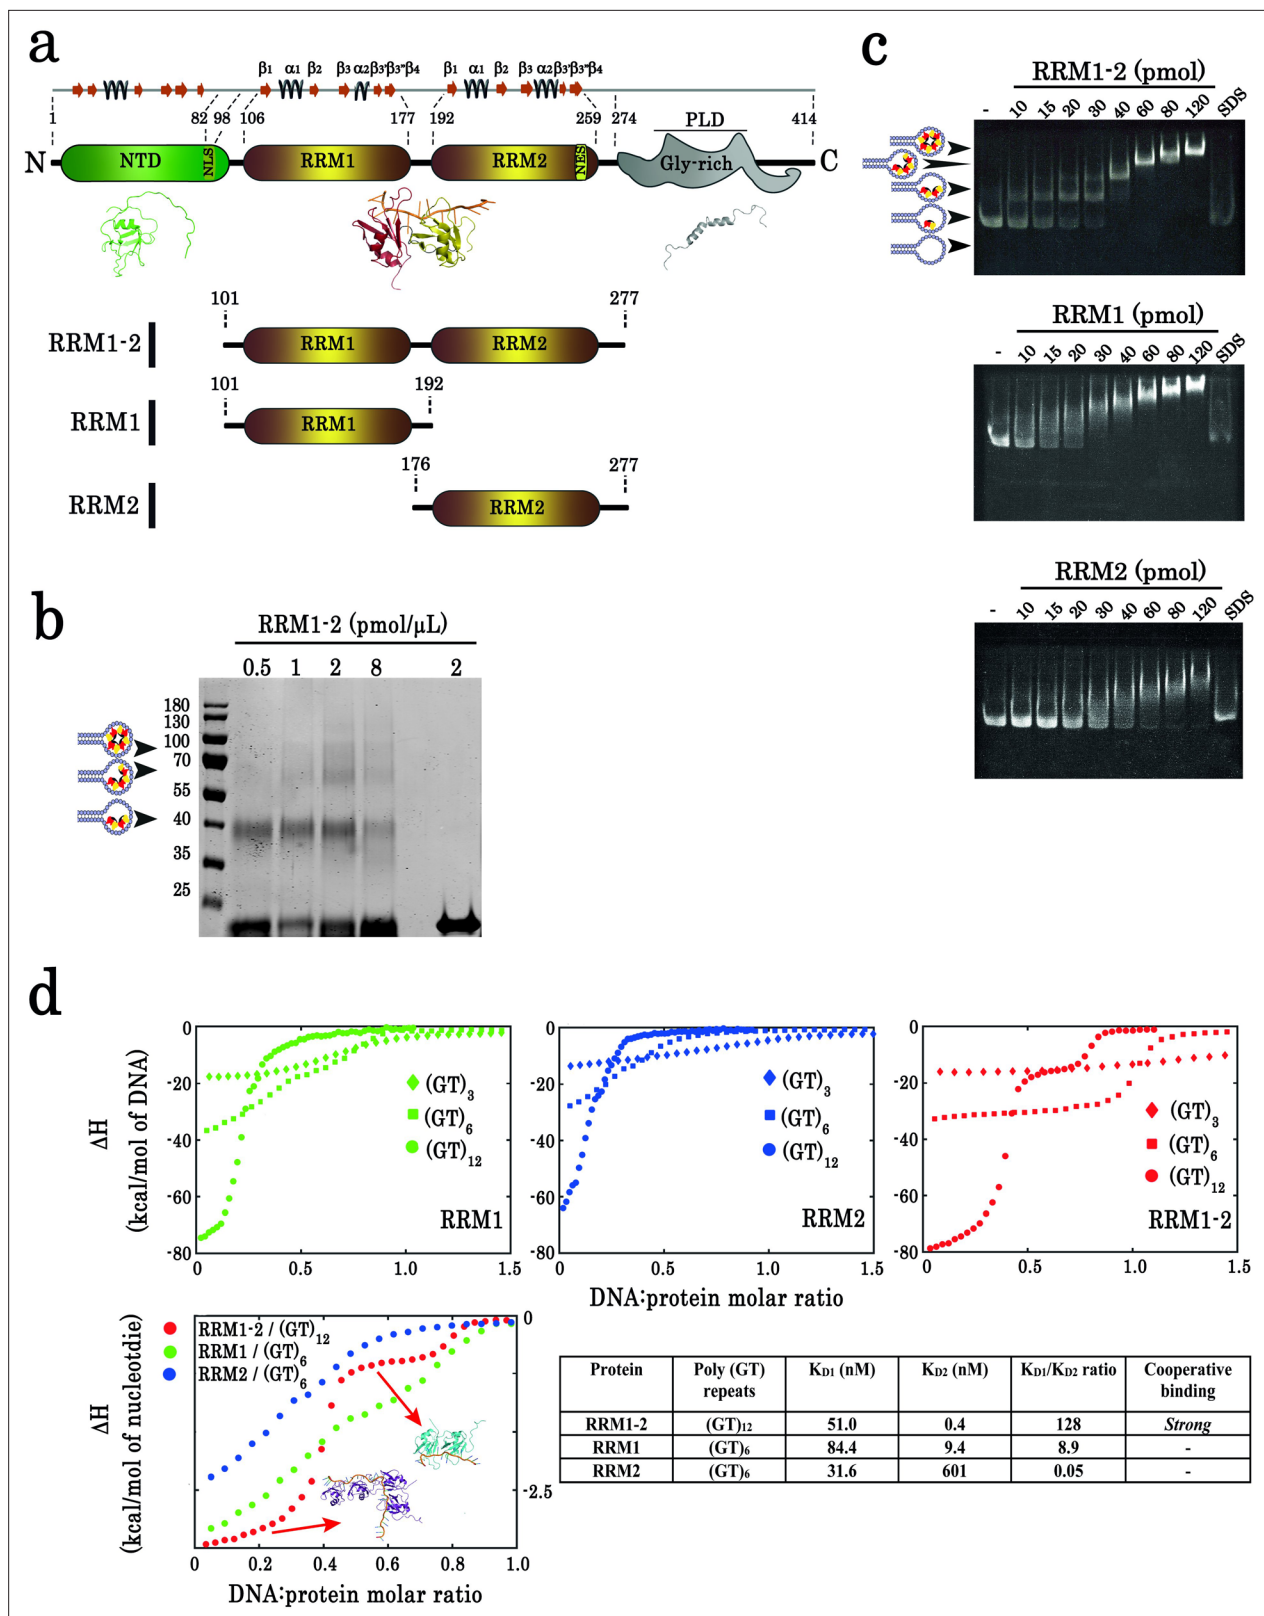 a
β1 α1 β2 β3 α2 β3' β3" β4 β1 α1 β2 β3 α2 β3' β3" β4
1 82 98 106 177 192 259 274 414
PLD
N NTD NLS RRM1 RRM2 NES Gly-rich C
101 277
RRM1-2 RRM1 RRM2
101 192
RRM1 RRM1
176 277
RRM2 RRM2
b
RRM1-2 (pmol/µL)
0.5 1 2 8 2
180
130
100
70
55
40
35
25
c
RRM1-2 (pmol)
- 10 15 20 30 40 60 80 120 SDS
RRM1 (pmol)
- 10 15 20 30 40 60 80 120 SDS
RRM2 (pmol)
- 10 15 20 30 40 60 80 120 SDS
d
ΔH
(kcal/mol of DNA)
0
-20
-40
-60
-80
(GT)3
(GT)6
(GT)12
RRM1
0 0.5 1.0 1.5
0
-20
-40
-60
-80
(GT)3
(GT)6
(GT)12
RRM2
0 0.5 1.0 1.5
0
-20
-40
-60
-80
(GT)3
(GT)6
(GT)12
RRM1-2
0 0.5 1.0 1.5
DNA:protein molar ratio
ΔH
(kcal/mol of nucleotdie)
RRM1-2 / (GT)12
RRM1 / (GT)6
RRM2 / (GT)6
0
-2.5
0 0.2 0.4 0.6 0.8 1.0
DNA:protein molar ratio
Protein Poly (GT) repeats KD1 (nM) KD2 (nM) KD1/KD2 ratio Cooperative binding
RRM1-2 (GT)12 51.0 0.4 128 Strong
RRM1 (GT)6 84.4 9.4 8.9 -
RRM2 (GT)6 31.6 601 0.05 -